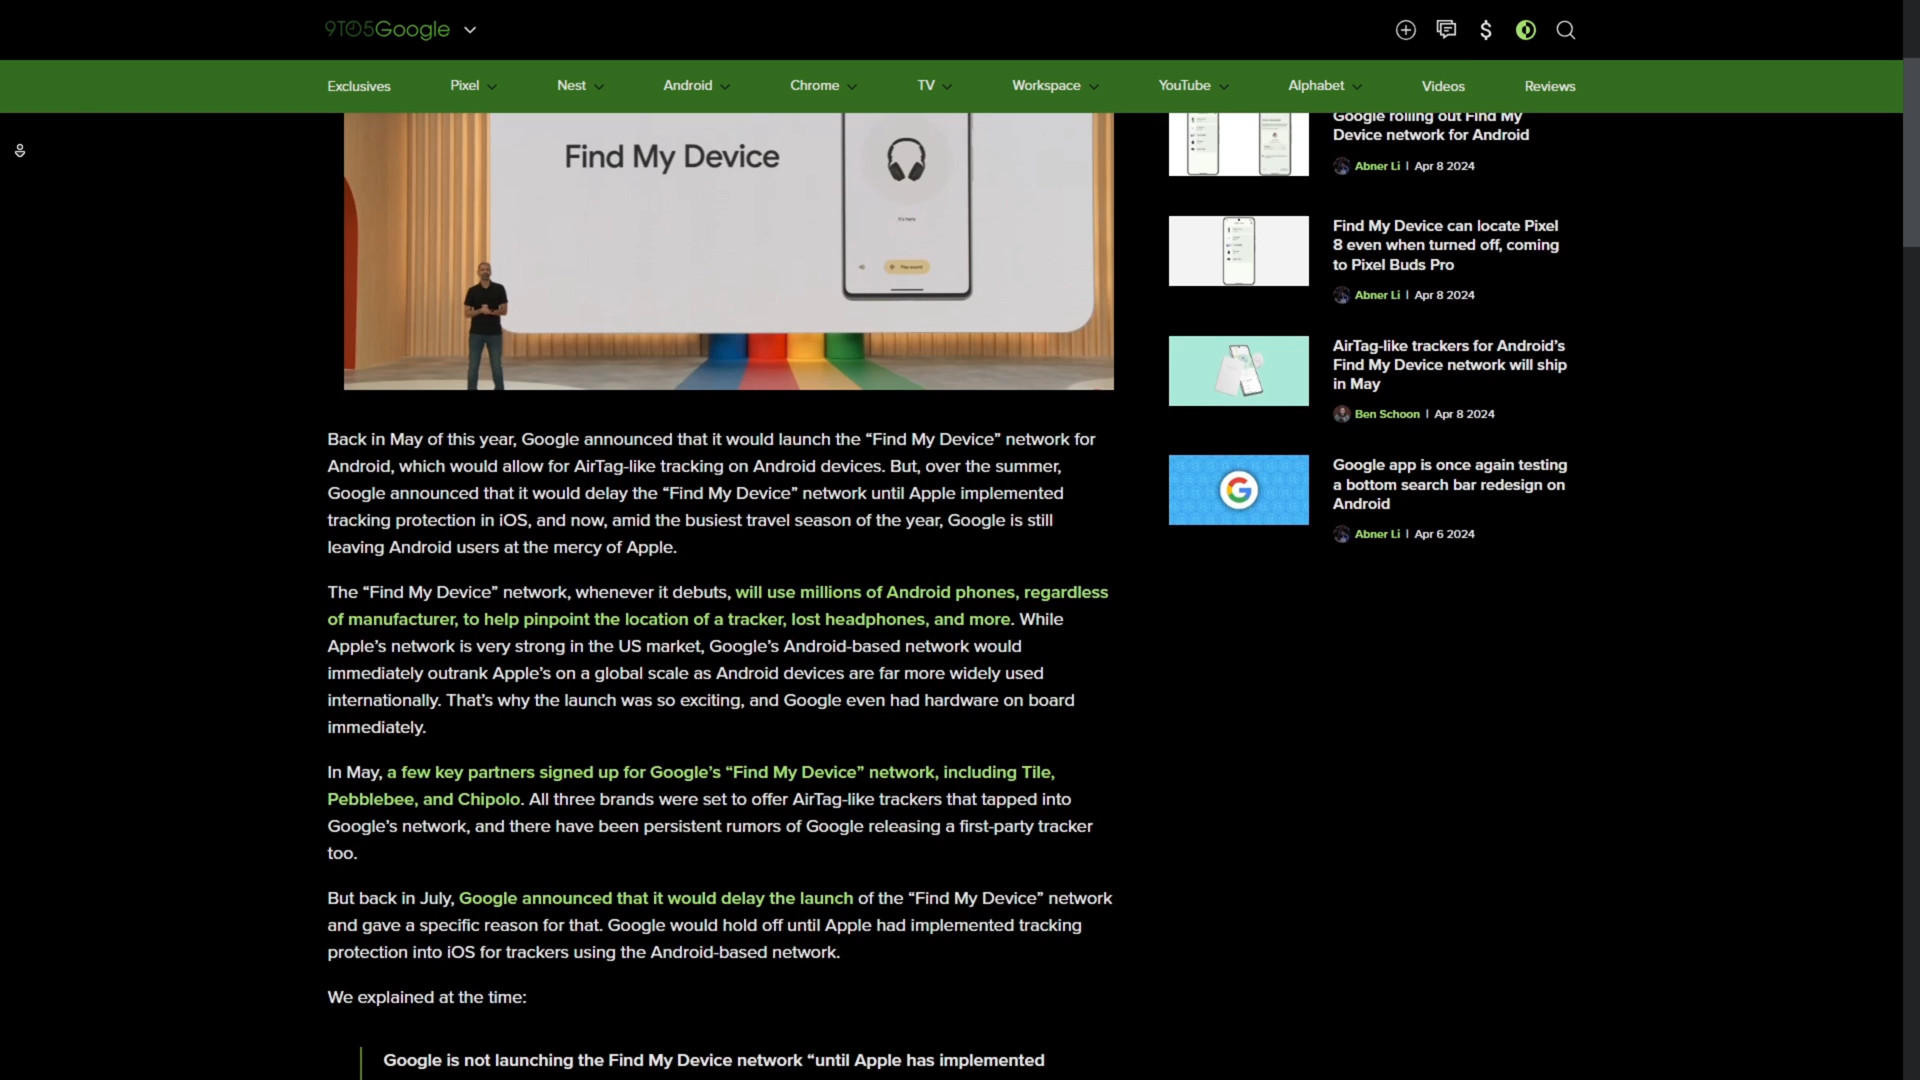 9TO5Google
Exclusives
Pixel
Nest
Android
Chrome
TV
Workspace
YouTube
Alphabet
Videos
Reviews
Find My Device
It's here
Play sound
Back in May of this year, Google announced that it would launch the “Find My Device” network for
Android, which would allow for AirTag-like tracking on Android devices. But, over the summer,
Google announced that it would delay the “Find My Device” network until Apple implemented
tracking protection in iOS, and now, amid the busiest travel season of the year, Google is still
leaving Android users at the mercy of Apple.
The “Find My Device” network, whenever it debuts, will use millions of Android phones, regardless
of manufacturer, to help pinpoint the location of a tracker, lost headphones, and more. While
Apple’s network is very strong in the US market, Google’s Android-based network would
immediately outrank Apple’s on a global scale as Android devices are far more widely used
internationally. That’s why the launch was so exciting, and Google even had hardware on board
immediately.
In May, a few key partners signed up for Google’s “Find My Device” network, including Tile,
Pebblebee, and Chipolo. All three brands were set to offer AirTag-like trackers that tapped into
Google’s network, and there have been persistent rumors of Google releasing a first-party tracker
too.
But back in July, Google announced that it would delay the launch of the “Find My Device” network
and gave a specific reason for that. Google would hold off until Apple had implemented tracking
protection into iOS for trackers using the Android-based network.
We explained at the time:
Google is not launching the Find My Device network “until Apple has implemented
Google rolling out Find My
Device network for Android
Abner Li | Apr 8 2024
Find My Device can locate Pixel
8 even when turned off, coming
to Pixel Buds Pro
Abner Li | Apr 8 2024
AirTag-like trackers for Android’s
Find My Device network will ship
in May
Ben Schoon | Apr 8 2024
Google app is once again testing
a bottom search bar redesign on
Android
Abner Li | Apr 6 2024